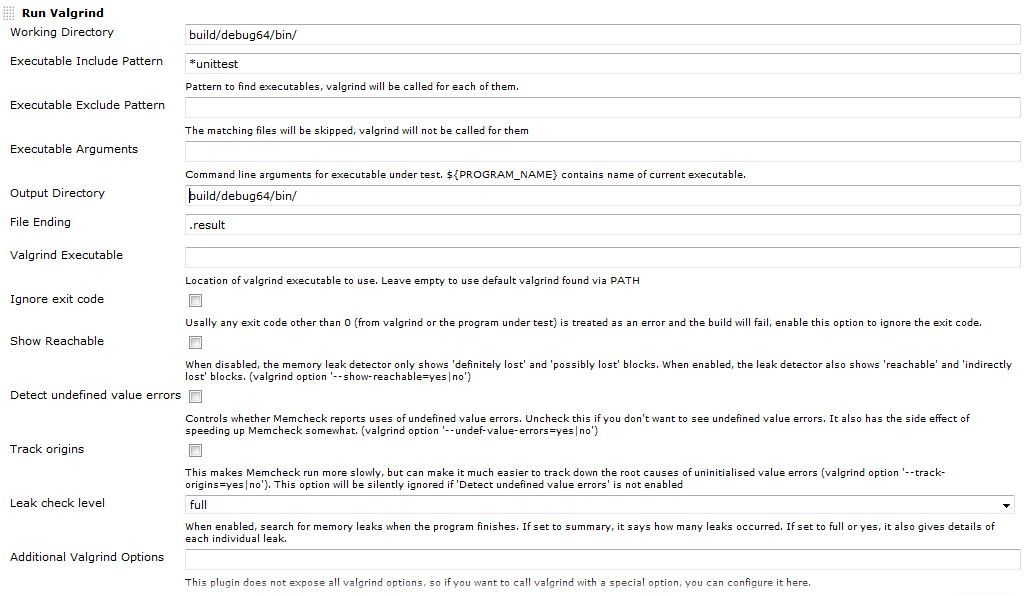 Run Valgrind
Working Directory
build/debug64/bin/
Executable Include Pattern
*unittest
Pattern to find executables, valgrind will be called for each of them.
Executable Exclude Pattern
The matching files will be skipped, valgrind will not be called for them
Executable Arguments
Command line arguments for executable under test. ${PROGRAM_NAME} contains name of current executable.
Output Directory
build/debug64/bin/
File Ending
.result
Valgrind Executable
Location of valgrind executable to use. Leave empty to use default valgrind found via PATH
Ignore exit code
Usally any exit code other than 0 (from valgrind or the program under test) is treated as an error and the build will fail, enable this option to ignore the exit code.
Show Reachable
When disabled, the memory leak detector only shows 'definitely lost' and 'possibly lost' blocks. When enabled, the leak detector also shows 'reachable' and 'indirectly
lost' blocks. (valgrind option '--show-reachable=yes|no')
Detect undefined value errors
Controls whether Memcheck reports uses of undefined value errors. Uncheck this if you don't want to see undefined value errors. It also has the side effect of
speeding up Memcheck somewhat. (valgrind option '--undef-value-errors=yes|no')
Track origins
This makes Memcheck run more slowly, but can make it much easier to track down the root causes of uninitialised value errors (valgrind option '--track-
origins=yes|no'). This option will be silently ignored if 'Detect undefined value errors' is not enabled
Leak check level
full
When enabled, search for memory leaks when the program finishes. If set to summary, it says how many leaks occurred. If set to full or yes, it also gives details of
each individual leak.
Additional Valgrind Options
This plugin does not expose all valgrind options, so if you want to call valgrind with a special option, you can configure it here.